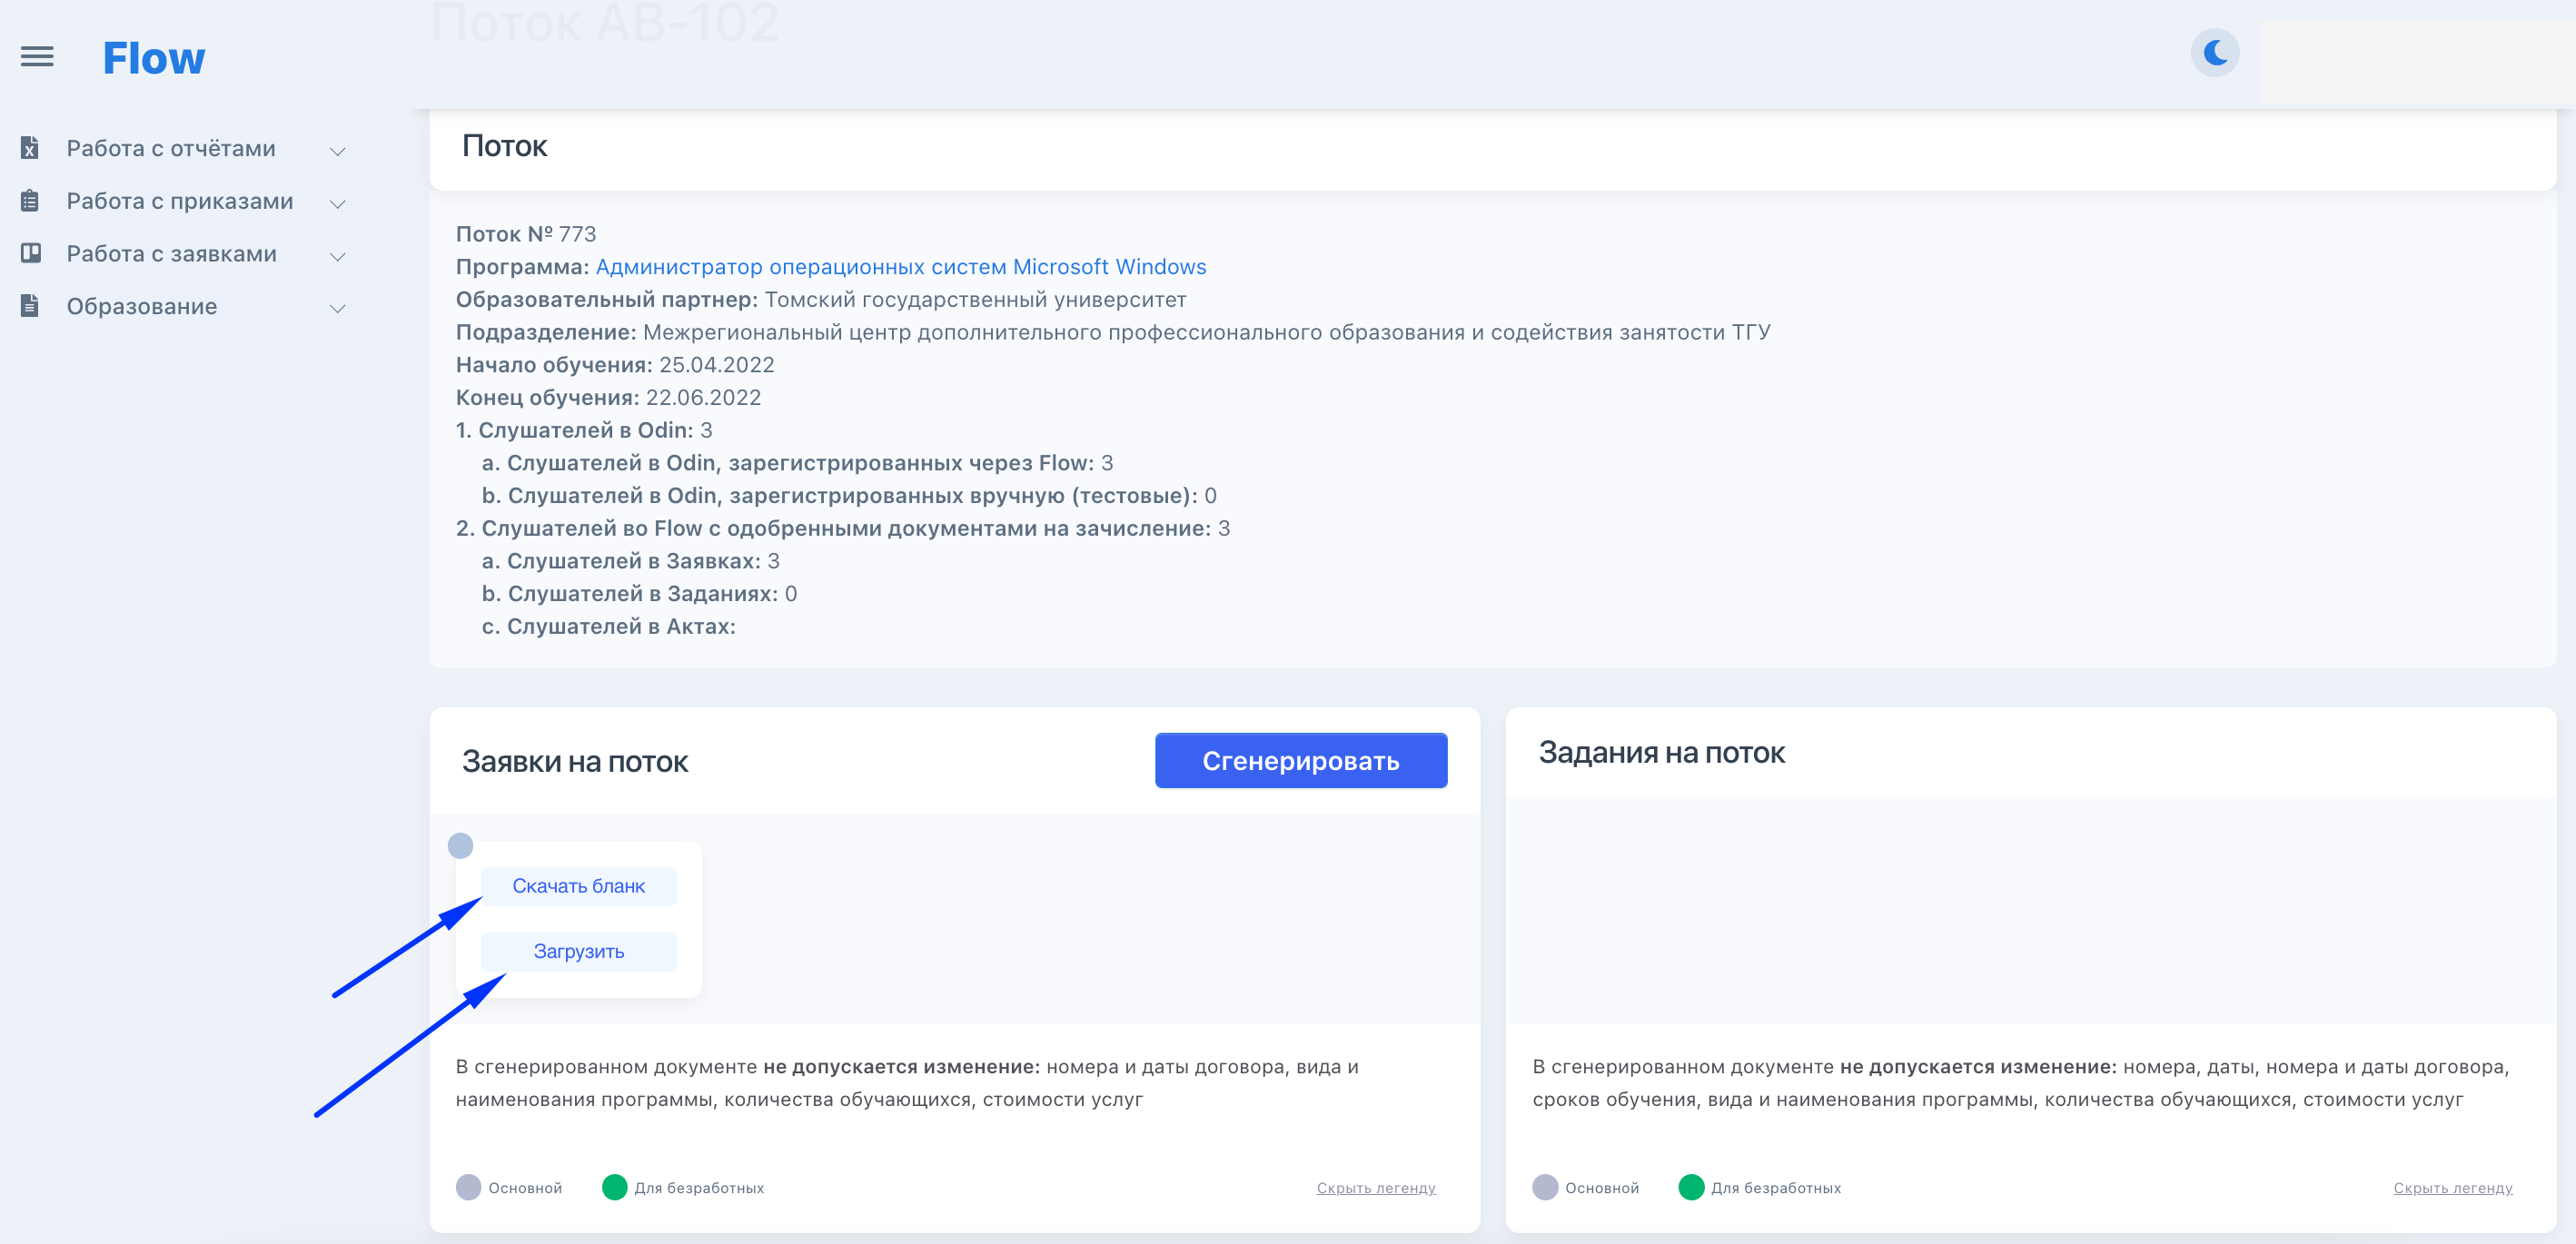 Поток АВ-102
Flow
Работа с отчётами
Работа с приказами
Работа с заявками
Образование
Поток
Поток № 773
Программа: Администратор операционных систем Microsoft Windows
Образовательный партнер: Томский государственный университет
Подразделение: Межрегиональный центр дополнительного профессионального образования и содействия занятости ТГУ
Начало обучения: 25.04.2022
Конец обучения: 22.06.2022
1. Слушателей в Odin: 3
a. Слушателей в Odin, зарегистрированных через Flow: 3
b. Слушателей в Odin, зарегистрированных вручную (тестовые): 0
2. Слушателей во Flow с одобренными документами на зачисление: 3
a. Слушателей в Заявках: 3
b. Слушателей в Заданиях: 0
c. Слушателей в Актах:
Заявки на поток
Сгенерировать
Скачать бланк
Загрузить
В сгенерированном документе не допускается изменение: номера и даты договора, вида и
наименования программы, количества обучающихся, стоимости услуг
Основной
Для безработных
Скрыть легенду
Задания на поток
В сгенерированном документе не допускается изменение: номера, даты, номера и даты договора,
сроков обучения, вида и наименования программы, количества обучающихся, стоимости услуг
Основной
Для безработных
Скрыть легенду